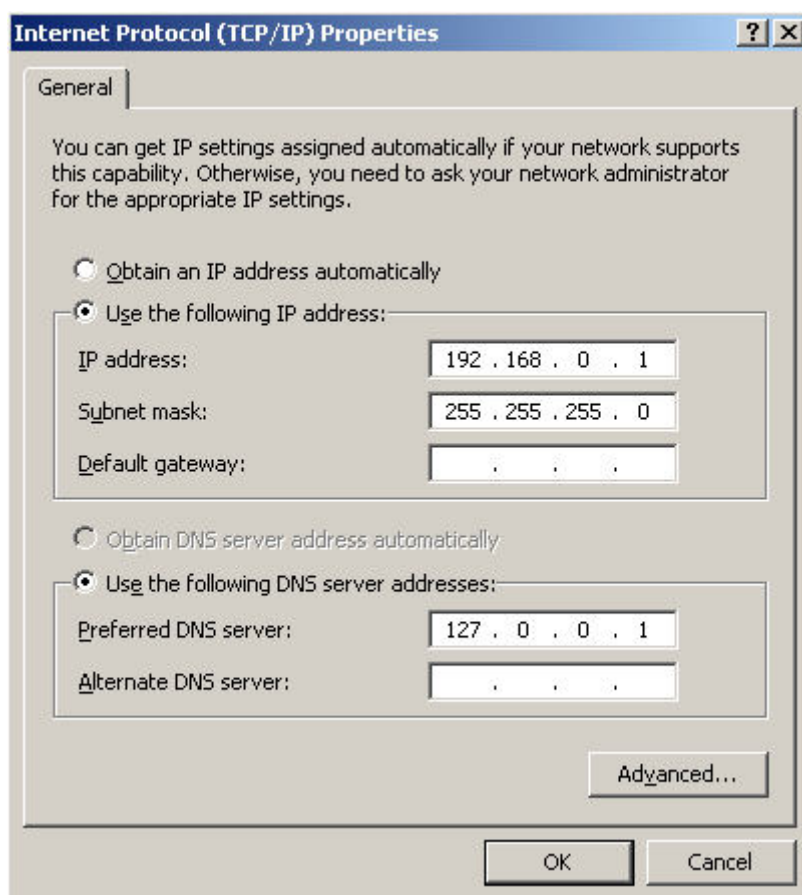 Internet Protocol (TCP/IP) Properties
General
You can get IP settings assigned automatically if your network supports
this capability. Otherwise, you need to ask your network administrator
for the appropriate IP settings.
Obtain an IP address automatically
Use the following IP address:
IP address: 192 . 168 . 0 . 1
Subnet mask: 255 . 255 . 255 . 0
Default gateway: . . .
Obtain DNS server address automatically
Use the following DNS server addresses:
Preferred DNS server: 127 . 0 . 0 . 1
Alternate DNS server: . . .
Advanced...
OK Cancel